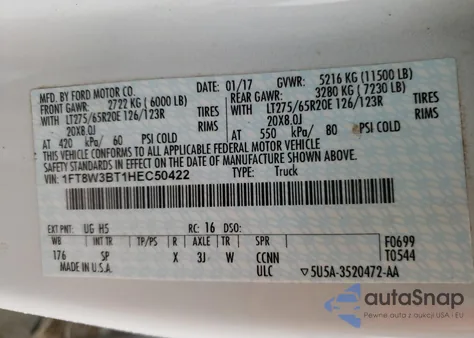 MFD. BY FORD MOTOR CO. DATE: 01/17 GVWR: 5216 KG (11500 LB)
FRONT GAWR: 2722 KG (6000 LB) REAR GAWR: 3280 KG (7230 LB)
WITH LT275/65R20E 126/123R TIRES WITH LT275/65R20E 126/123R TIRES
20X8.0J RIMS 20X8.0J RIMS
AT 420 kPa/ 60 PSI COLD AT 550 kPa/ 80 PSI COLD
THIS VEHICLE CONFORMS TO ALL APPLICABLE FEDERAL MOTOR VEHICLE
SAFETY STANDARDS IN EFFECT ON THE DATE OF MANUFACTURE SHOWN ABOVE.
VIN: 1FT8W3BT1HEC50422 TYPE: Truck
EXT PNT: UG H5 RC: 16 DSO: F0699
WB INT TR TP/PS R AXLE TR SPR T0544
176 SP X 3J W CCNN
MADE IN U.S.A. ULC ▽5U5A-3520472-AA
autoSnap
Pewne auta z dostępem z USA i EU